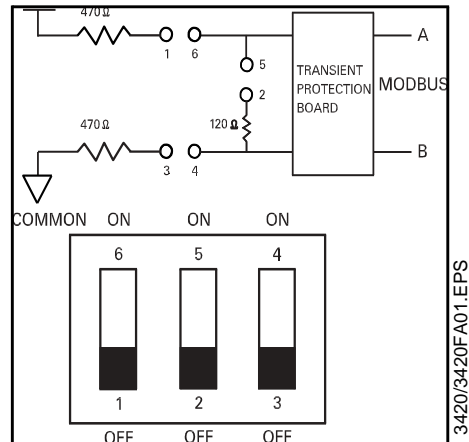 470Ω
1 6
A
5
TRANSIENT
PROTECTION
BOARD
MODBUS
2
470Ω
120Ω
3 4
B
COMMON ON ON ON
6 5 4
1 2 3
OFF OFF OFF
3420/3420FA01.EPS